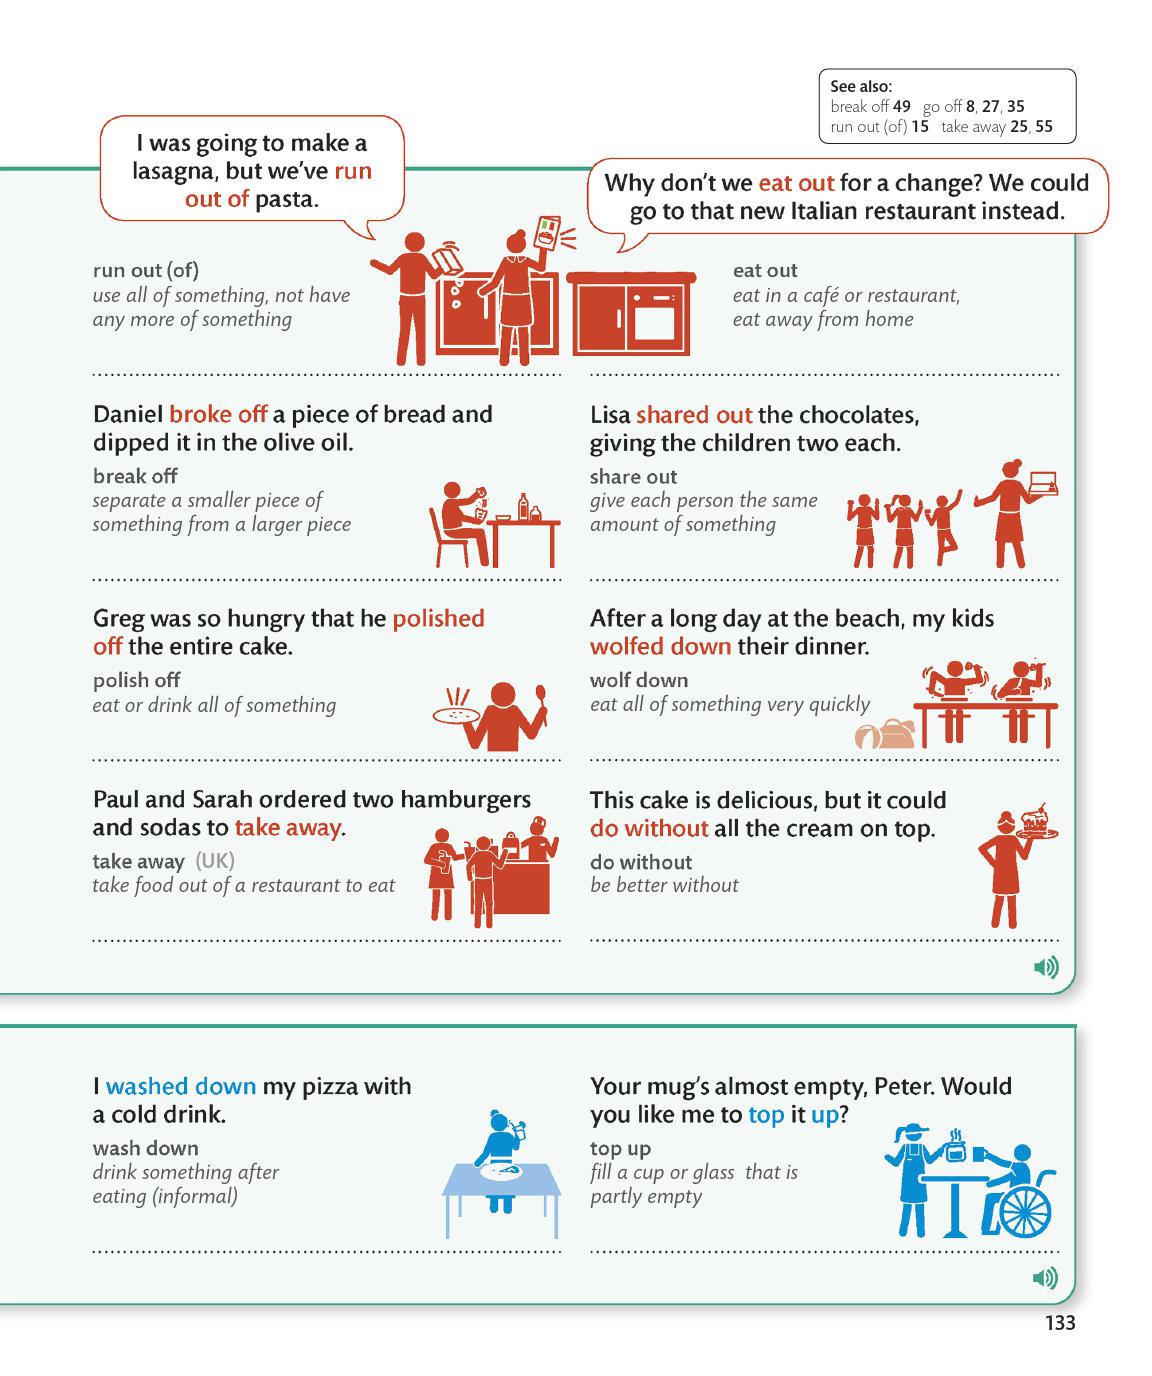 See also:
break off 49 go off 8, 27, 35
run out (of) 15 take away 25, 55
I was going to make a
lasagna, but we've run
out of pasta.
Why don't we eat out for a change? We could
go to that new Italian restaurant instead.
run out (of)
use all of something, not have
any more of something
eat out
eat in a café or restaurant,
eat away from home
Daniel broke off a piece of bread and
dipped it in the olive oil.
break off
separate a smaller piece of
something from a larger piece
Lisa shared out the chocolates,
giving the children two each.
share out
give each person the same
amount of something
Greg was so hungry that he polished
off the entire cake.
polish off
eat or drink all of something
After a long day at the beach, my kids
wolfed down their dinner.
wolf down
eat all of something very quickly
Paul and Sarah ordered two hamburgers
and sodas to take away.
take away (UK)
take food out of a restaurant to eat
This cake is delicious, but it could
do without all the cream on top.
do without
be better without
I washed down my pizza with
a cold drink.
wash down
drink something after
eating (informal)
Your mug's almost empty, Peter. Would
you like me to top it up?
top up
fill a cup or glass that is
partly empty
133